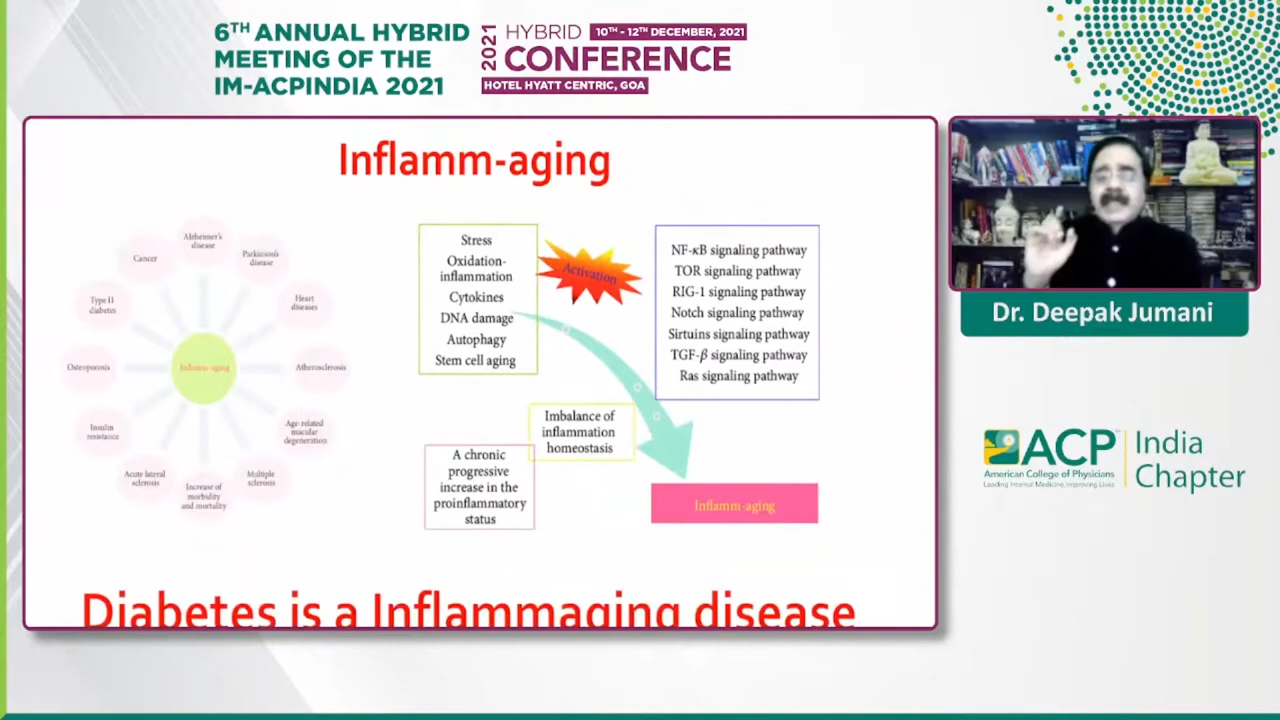 6TH ANNUAL HYBRID
MEETING OF THE
IM-ACPINDIA 2021
2021
HYBRID
10TH - 12TH DECEMBER, 2021
CONFERENCE
HOTEL HYATT CENTRIC, GOA
Inflamm-aging
Alzheimer's
disease
Parkinson's
disease
Heart
diseases
Atherosclerosis
Age-related
macular
degeneration
Multiple
sclerosis
Increase of
morbidity
and mortality
Acute lateral
sclerosis
Insulin
resistance
Osteoporosis
Type II
diabetes
Cancer
Inflamm-aging
Stress
Oxidation-
inflammation
Cytokines
DNA damage
Autophagy
Stem cell aging
Activation
NF-κB signaling pathway
TOR signaling pathway
RIG-1 signaling pathway
Notch signaling pathway
Sirtuins signaling pathway
TGF-β signaling pathway
Ras signaling pathway
Imbalance of
inflammation
homeostasis
A chronic
progressive
increase in the
proinflammatory
status
Inflamm-aging
Diabetes is a Inflammaging disease
Dr. Deepak Jumani
ACP
American College of Physicians
Leading Internal Medicine, Improving Lives
India
Chapter